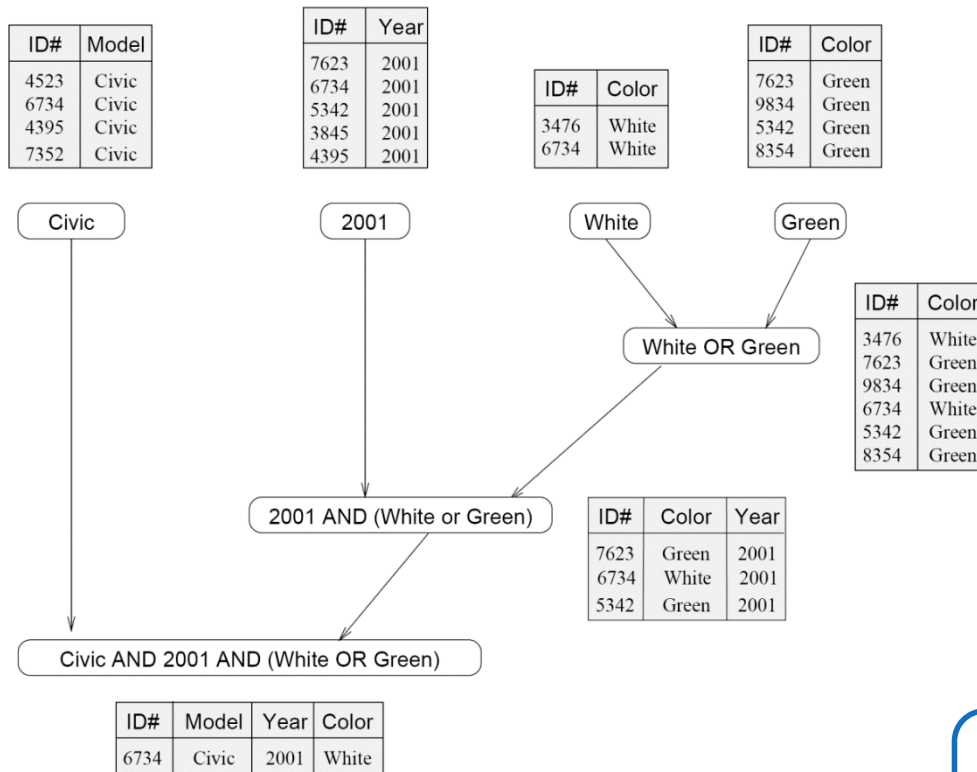 ID# Model
4523 Civic
6734 Civic
4395 Civic
7352 Civic
ID# Year
7623 2001
6734 2001
5342 2001
3845 2001
4395 2001
ID# Color
3476 White
6734 White
ID# Color
7623 Green
9834 Green
5342 Green
8354 Green
Civic
2001
White
Green
White OR Green
ID# Color
3476 White
7623 Green
9834 Green
6734 White
5342 Green
8354 Green
2001 AND (White or Green)
ID# Color Year
7623 Green 2001
6734 White 2001
5342 Green 2001
Civic AND 2001 AND (White OR Green)
ID# Model Year Color
6734 Civic 2001 White